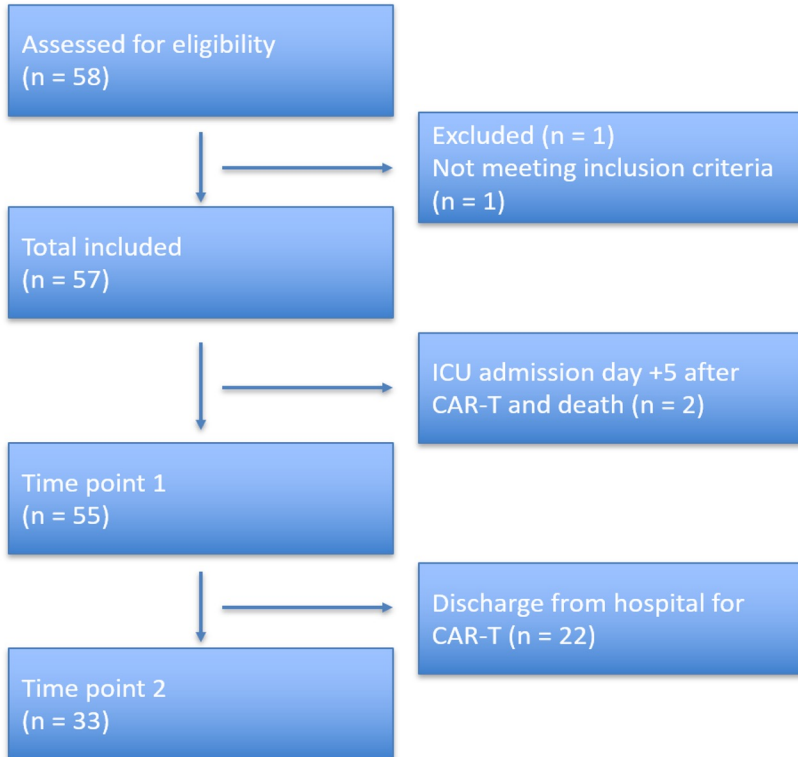 Assessed for eligibility
(n = 58)
Excluded (n = 1)
Not meeting inclusion criteria
(n = 1)
Total included
(n = 57)
ICU admission day +5 after
CAR-T and death (n = 2)
Time point 1
(n = 55)
Discharge from hospital for
CAR-T (n = 22)
Time point 2
(n = 33)